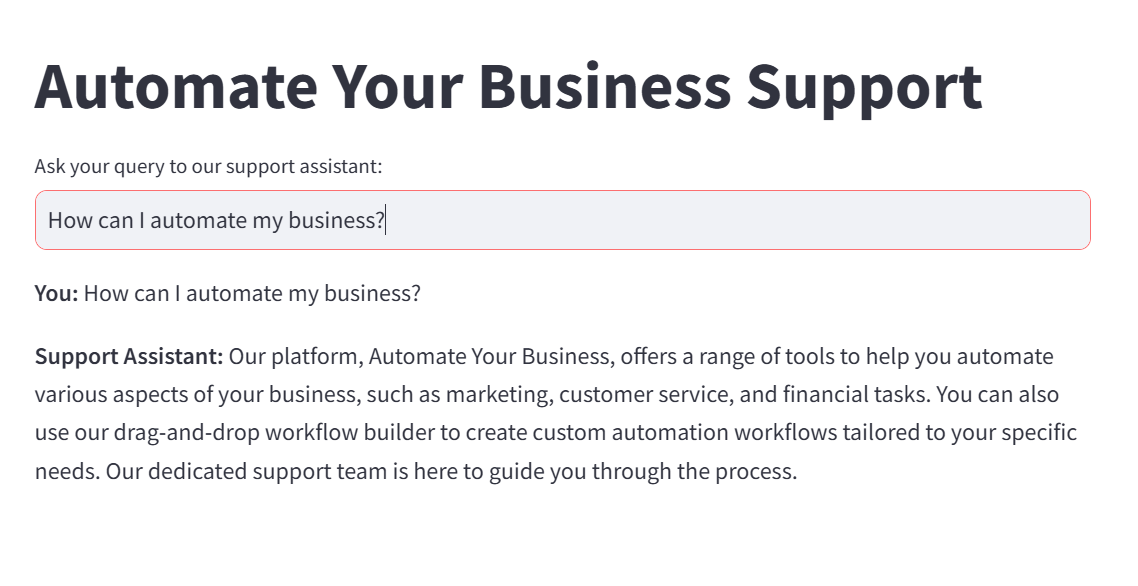 Automate Your Business Support
Ask your query to our support assistant:
How can I automate my business?
You: How can I automate my business?
Support Assistant: Our platform, Automate Your Business, offers a range of tools to help you automate
various aspects of your business, such as marketing, customer service, and financial tasks. You can also
use our drag-and-drop workflow builder to create custom automation workflows tailored to your specific
needs. Our dedicated support team is here to guide you through the process.